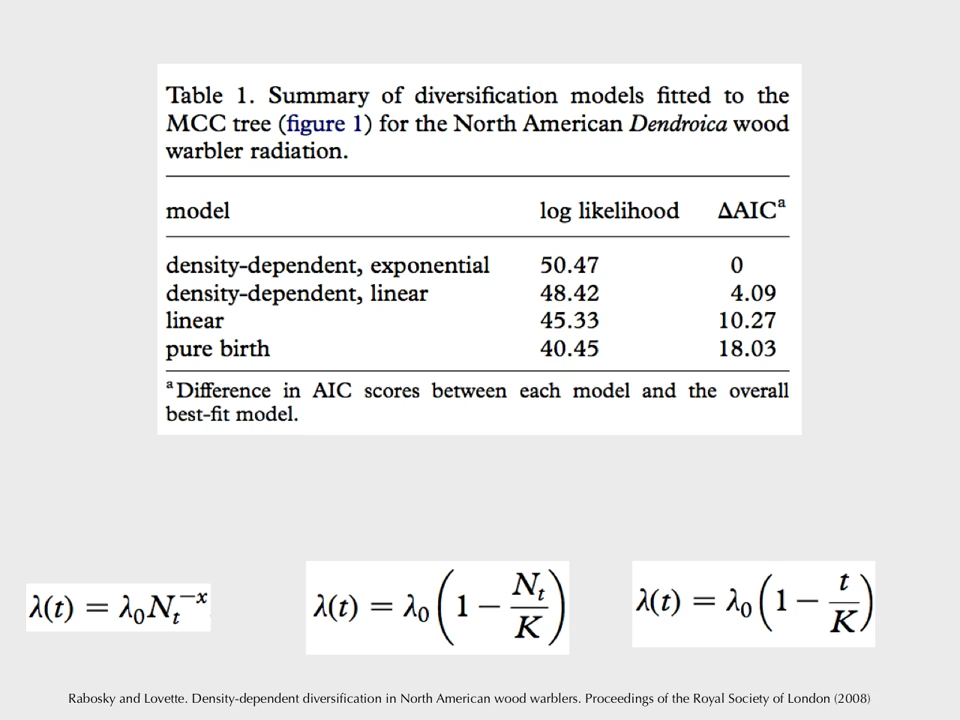 Table 1. Summary of diversification models fitted to the
MCC tree (figure 1) for the North American Dendroica wood
warbler radiation.
model log likelihood ΔAICᵃ
density-dependent, exponential 50.47 0
density-dependent, linear 48.42 4.09
linear 45.33 10.27
pure birth 40.45 18.03
ᵃDifference in AIC scores between each model and the overall
best-fit model.
λ(t) = λ₀Nₜ⁻ˣ
λ(t) = λ₀(1 − Nₜ/K)
λ(t) = λ₀(1 − t/K)
Rabosky and Lovette. Density-dependent diversification in North American wood warblers. Proceedings of the Royal Society of London (2008)